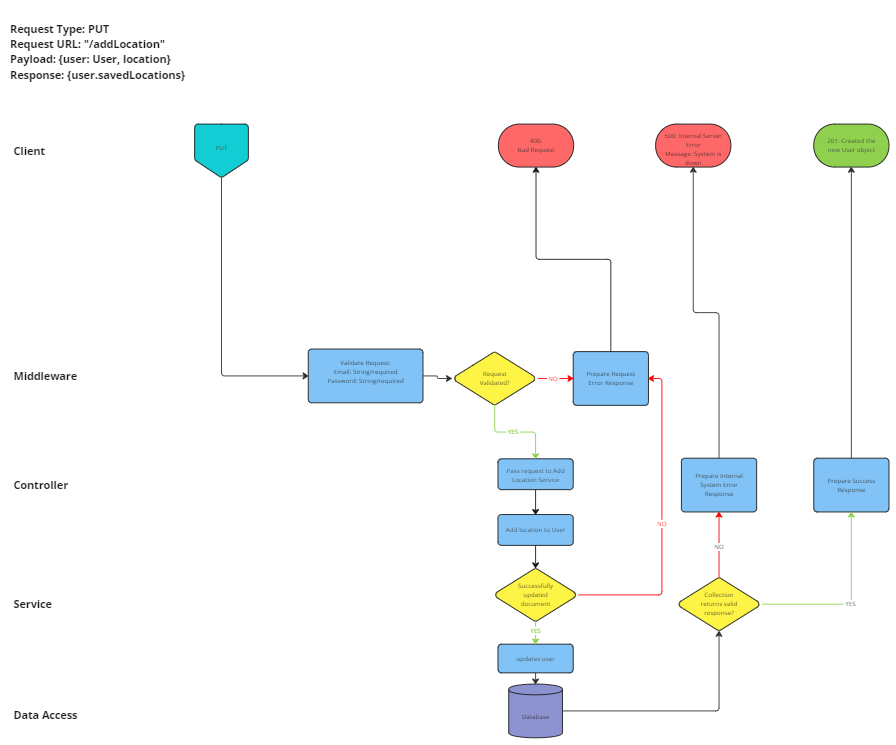 Request Type: PUT
Request URL: "/addLocation"
Payload: {user: User, location}
Response: {user.savedLocations}
Client
PUT
400:
Bad Request
500: Internal Server
Error
Message: System is
down
201: Created the
new User object
Middleware
Validate Request:
Email: String/required
Password: String/required
Request
Validated?
NO
Prepare Request
Error Response
YES
Controller
Pass request to Add
Location Service
Prepare Internal
System Error
Response
Prepare Success
Response
Add location to User
NO
NO
Service
Successfully
updated
document
Collection
returns valid
response?
YES
YES
updates user
Data Access
Database